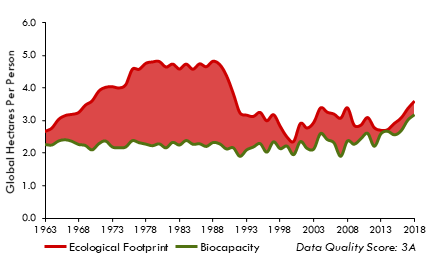 Global Hectares Per Person
6.0
5.0
4.0
3.0
2.0
1.0
0.0
1963 1968 1973 1978 1983 1988 1993 1998 2003 2008 2013 2018
Ecological Footprint Biocapacity Data Quality Score: 3A